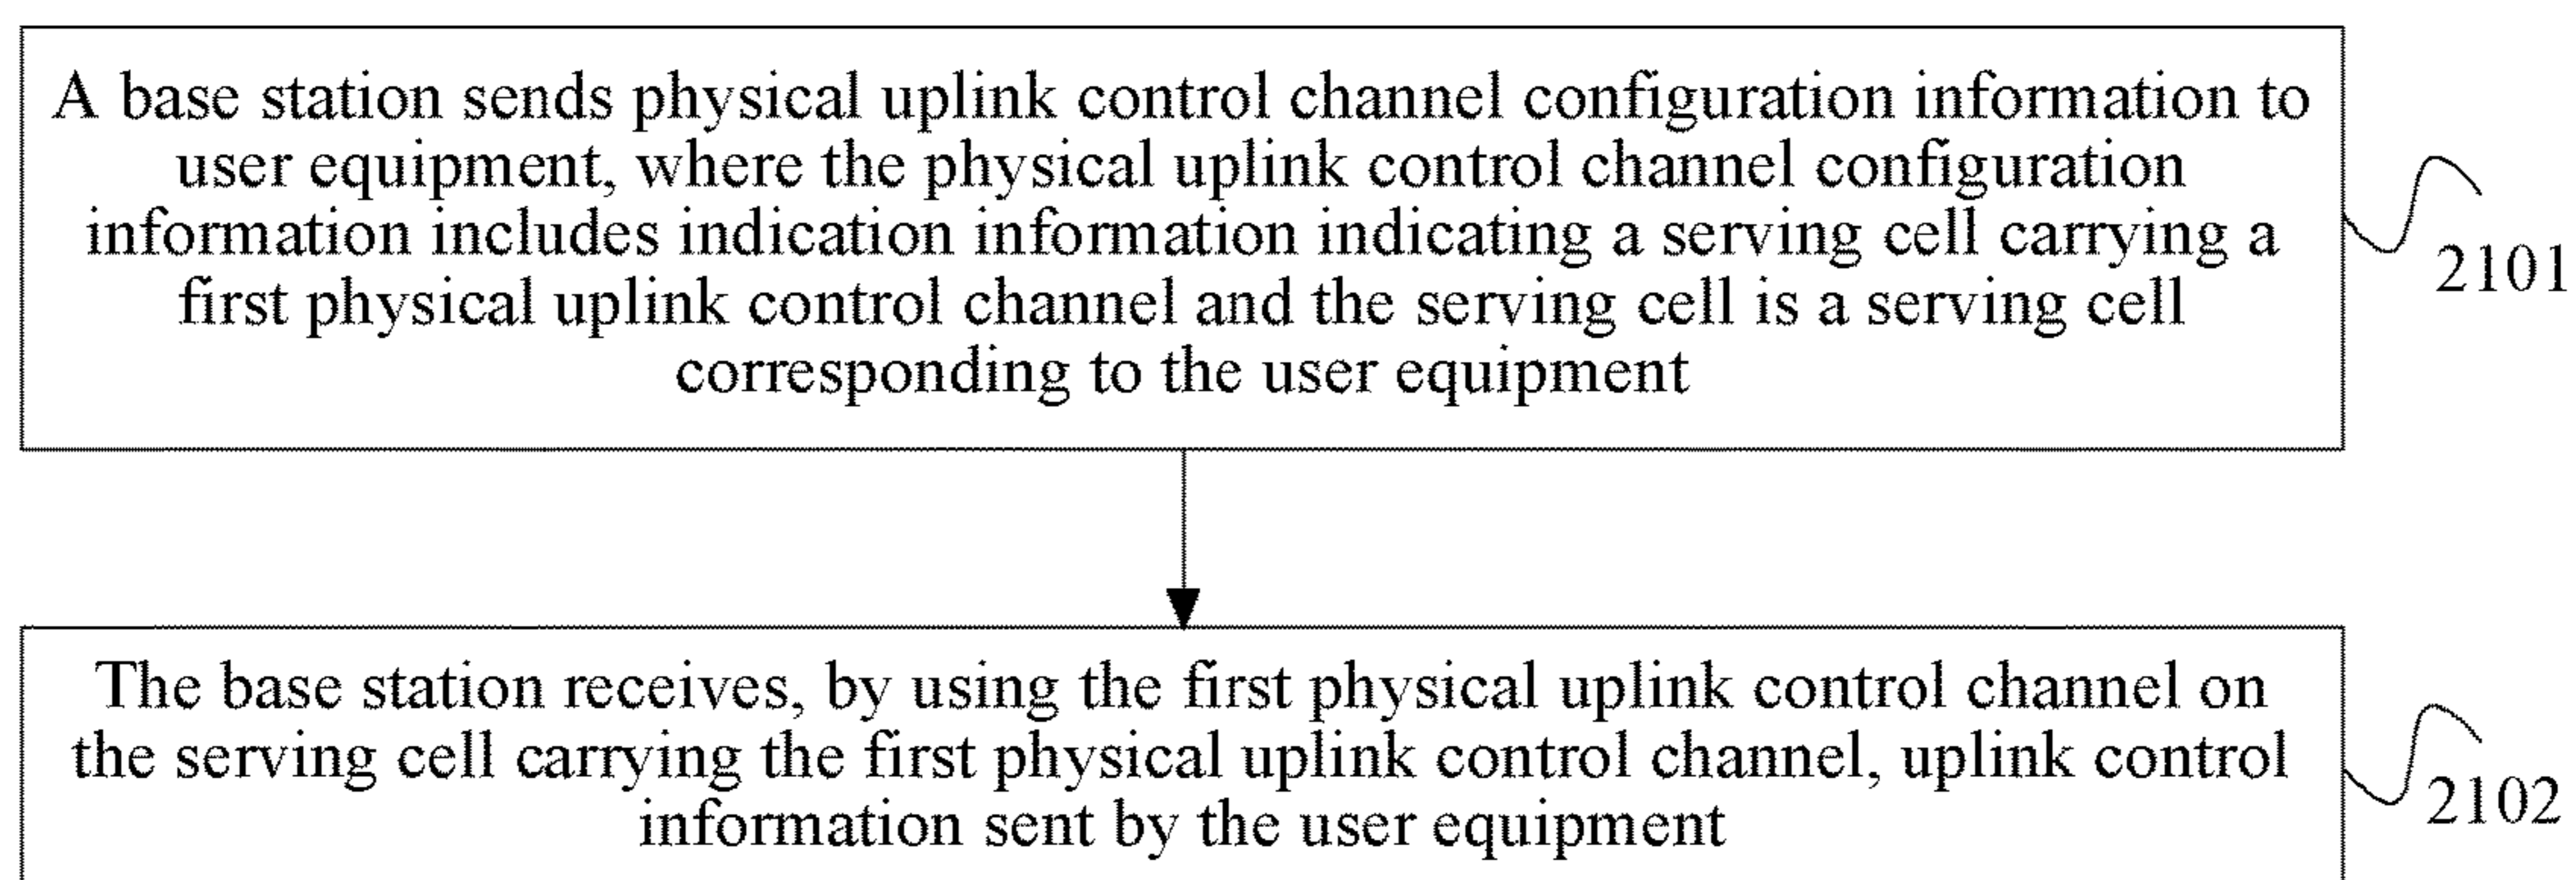 A base station sends physical uplink control channel configuration information to
user equipment, where the physical uplink control channel configuration
information includes indication information indicating a serving cell carrying a
first physical uplink control channel and the serving cell is a serving cell
corresponding to the user equipment
2101
The base station receives, by using the first physical uplink control channel on
the serving cell carrying the first physical uplink control channel, uplink control
information sent by the user equipment
2102